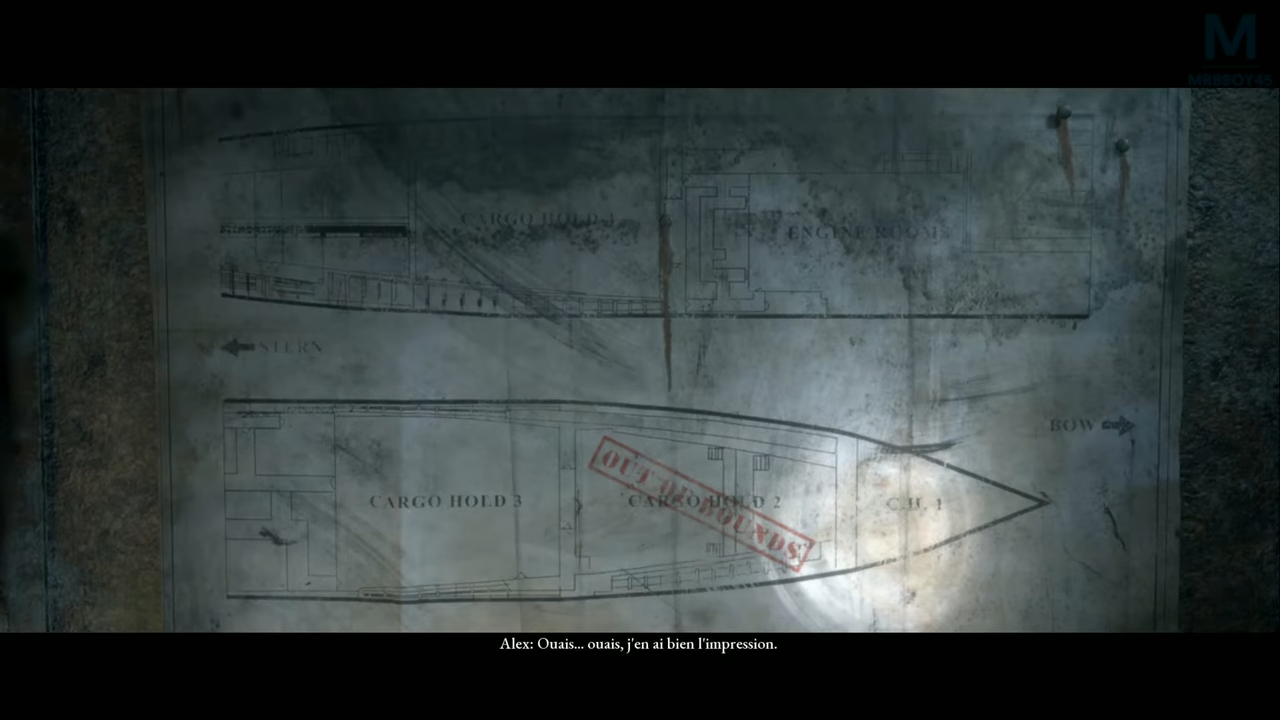 M
MRBBOY45
CARGO HOLD 4
ENGINE ROOM
STERN
BOW
OUT OF BOUNDS
CARGO HOLD 3
CARGO HOLD 2
C.H. 1
Alex: Ouais... ouais, j'en ai bien l'impression.